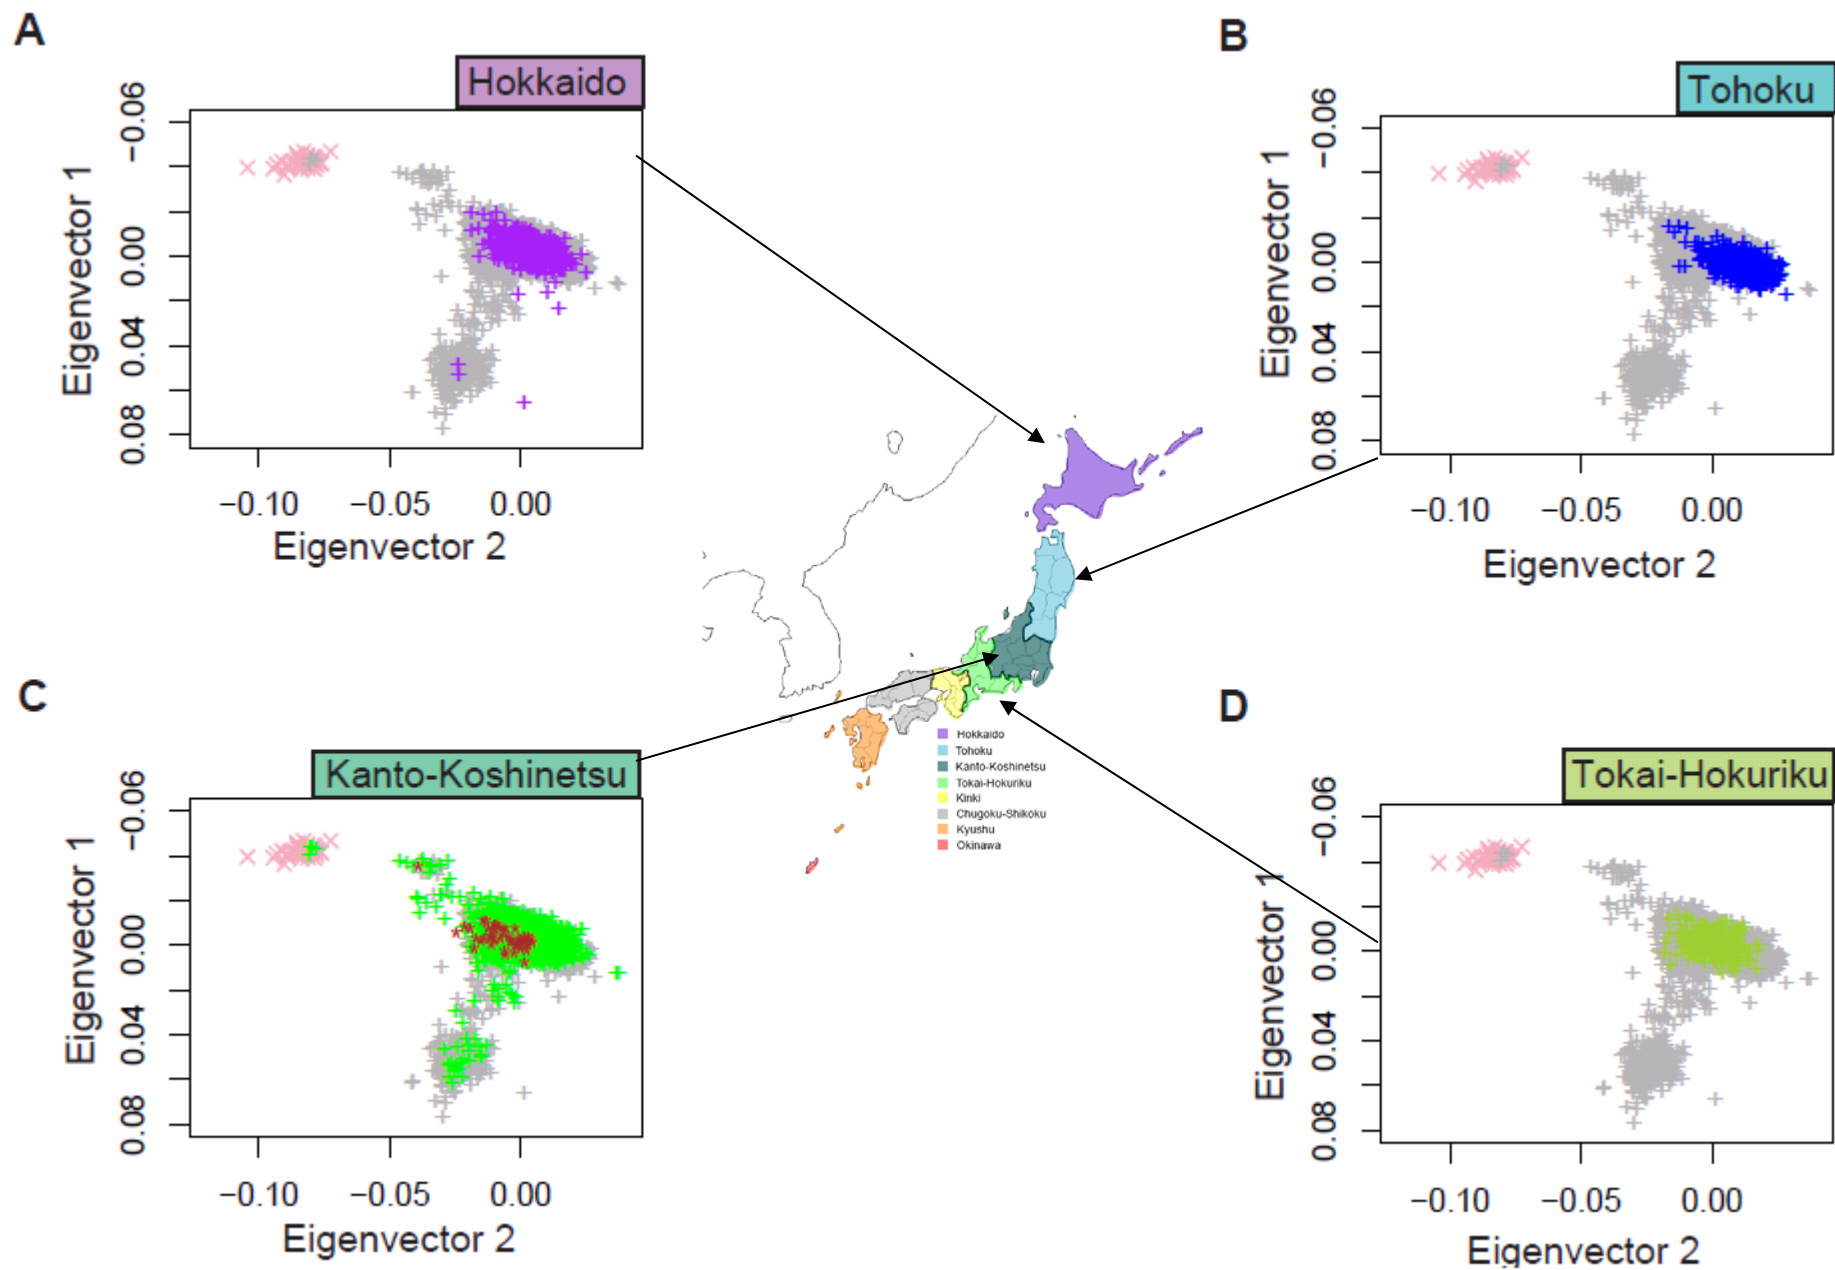 A
Hokkaido
−0.06
0.00
0.04
0.08
Eigenvector 1
−0.10 −0.05 0.00
Eigenvector 2
B
Tohoku
−0.06
0.00
0.04
0.08
Eigenvector 1
−0.10 −0.05 0.00
Eigenvector 2
Hokkaido
Tohoku
Kanto-Koshinetsu
Tokai-Hokuriku
Kinki
Chugoku-Shikoku
Kyushu
Okinawa
C
Kanto-Koshinetsu
−0.06
0.00
0.04
0.08
Eigenvector 1
−0.10 −0.05 0.00
Eigenvector 2
D
Tokai-Hokuriku
−0.06
0.00
0.04
0.08
Eigenvector 1
−0.10 −0.05 0.00
Eigenvector 2